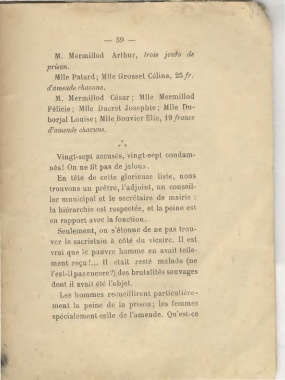 — 59 —
M. Mermillod Arthur, trois jours de
prison.
Mlle Patard; Mlle Grosset Célina, 25 fr.
d'amende chacune.
M. Mermillod César; Mlle Mermillod
Félicie; Mlle Ducret Josephte; Mlle Du-
borjal Louise; Mlle Bouvier Elic, 19 francs
d'amende chacune.
Vingt-sept accusés, vingt-sept condam-
nés! On ne fit pas de jaloux.
En tête de cette glorieuse liste, nous
trouvons un prêtre, l'adjoint, un conseil-
ler municipal et le secrétaire de mairie :
la hiérarchie est respectée, et la peine est
en rapport avec la fonction.
Seulement, on s'étonne de ne pas trou-
ver le sacristain à côté du vicaire. Il est
vrai que le pauvre homme en avait telle-
ment reçu!... Il était resté malade (ne
l'est-il pas encore?) des brutalités sauvages
dont il avait été l'objet.
Les hommes recueillirent particulière-
ment la peine de la prison; les femmes
spécialement celle de l'amende. Qu'est-ce